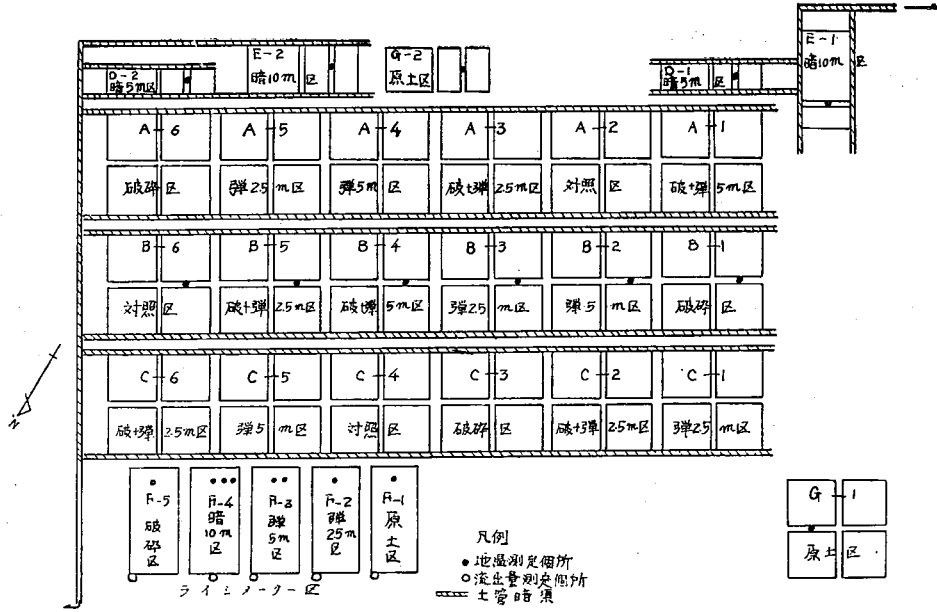 E-1
暗10m区
E-2
暗10m区
G-2
原土区
D-2
暗5m区
D-1
暗5m区
A-6
A-5
A-4
A-3
A-2
A-1
破砕区
弾2.5m区
弾5m区
破+弾2.5m区
対照区
破+弾5m区
B-6
B-5
B-4
B-3
B-2
B-1
対照区
破+弾2.5m区
破+弾5m区
弾2.5m区
弾5m区
破砕区
C-6
C-5
C-4
C-3
C-2
C-1
破+弾2.5m区
弾5m区
対照区
破砕区
破+弾2.5m区
弾2.5m区
N
F-5
破砕区
F-4
暗10m区
F-3
弾5m区
F-2
弾2.5m区
F-1
原土区
ライシメーター区
G-1
原土区
凡例
地温測定個所
流出量測定個所
土管暗渠